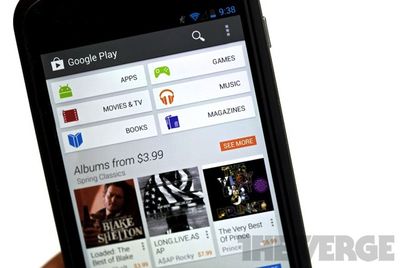 9:38
Google Play
APPS
GAMES
MOVIES & TV
MUSIC
BOOKS
MAGAZINES
Albums from $3.99
Spring Classics
SEE MORE
BLAKE
SHELTON
Loaded: The
Best of Blake
LONG.LIVE.A$
AP
A$AP Rocky
$7.99
The Very Best
Of Prince
THE VERGE